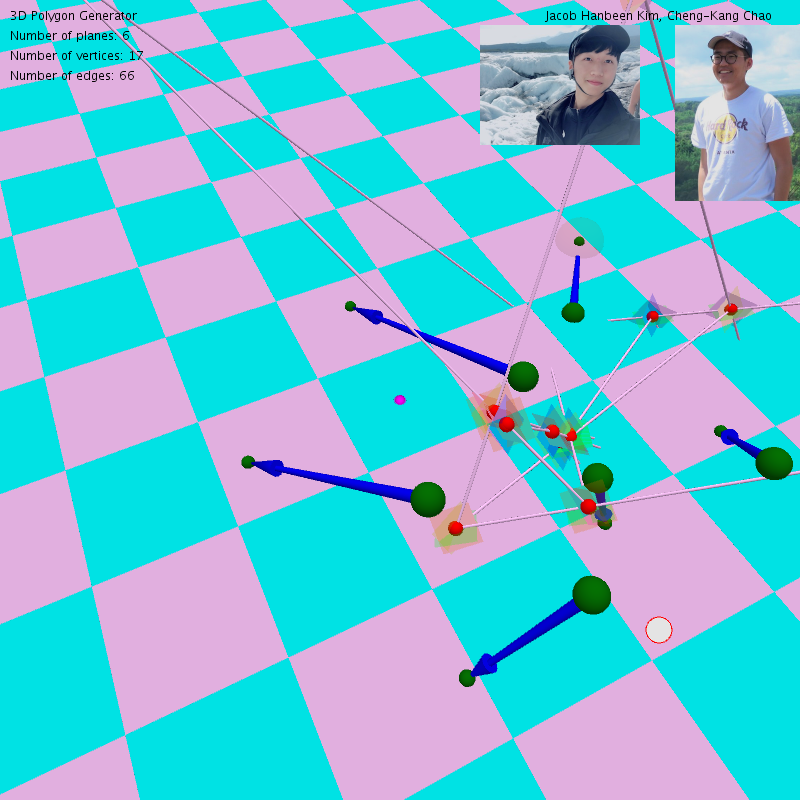 3D Polygon Generator
Jacob Hanbeen Kim, Cheng-Kang Chao
Number of planes: 6
Number of vertices: 17
Number of edges: 66